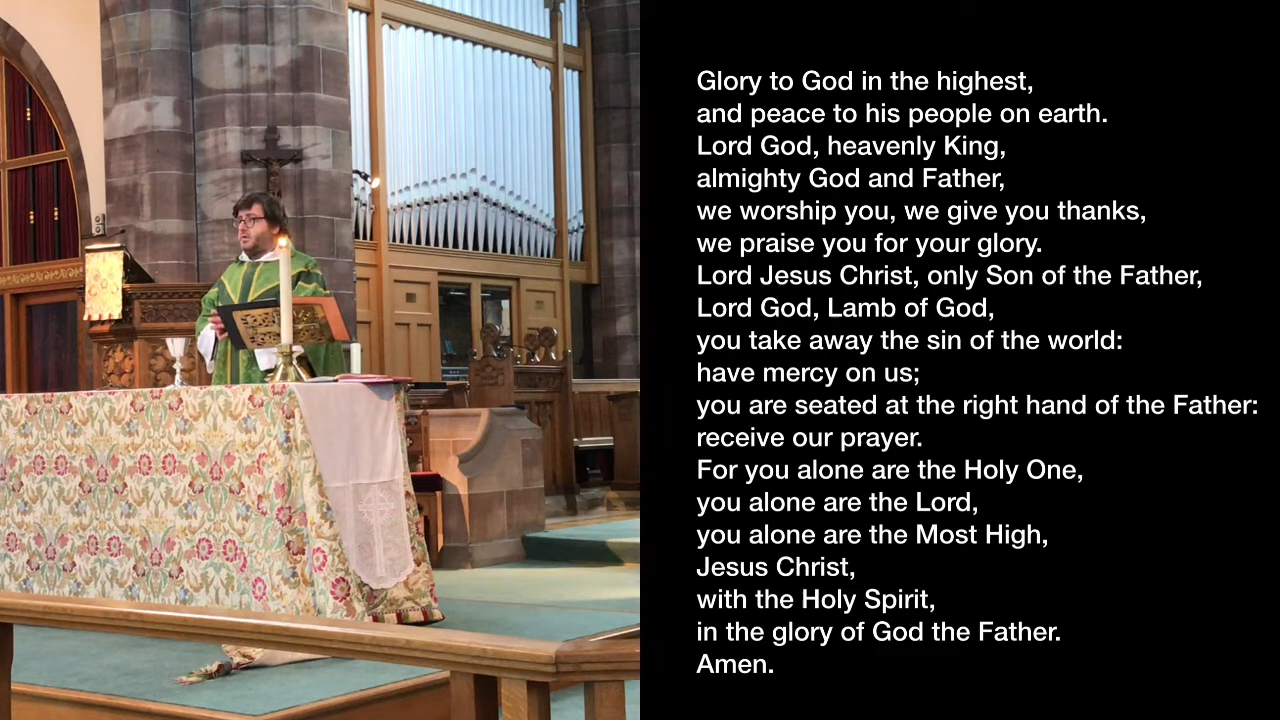 Glory to God in the highest,
and peace to his people on earth.
Lord God, heavenly King,
almighty God and Father,
we worship you, we give you thanks,
we praise you for your glory.
Lord Jesus Christ, only Son of the Father,
Lord God, Lamb of God,
you take away the sin of the world:
have mercy on us;
you are seated at the right hand of the Father:
receive our prayer.
For you alone are the Holy One,
you alone are the Lord,
you alone are the Most High,
Jesus Christ,
with the Holy Spirit,
in the glory of God the Father.
Amen.